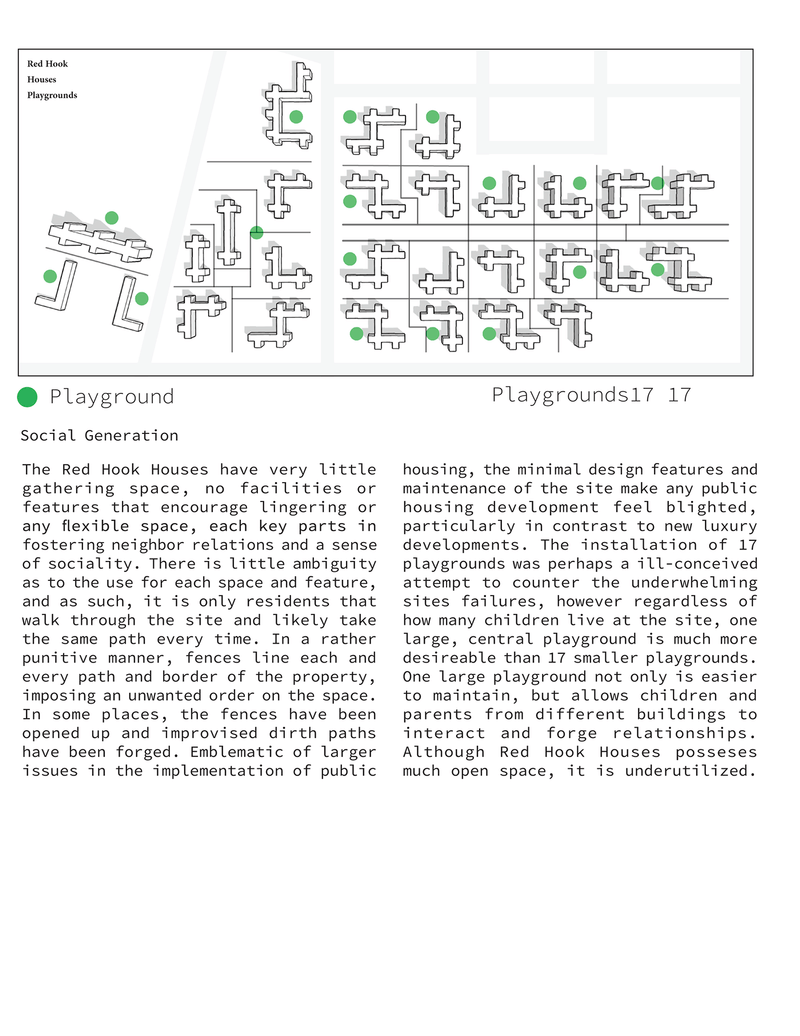 Red Hook
Houses
Playgrounds
Playground
Playgrounds17 17
Social Generation
The Red Hook Houses have very little
gathering space, no facilities or
features that encourage lingering or
any flexible space, each key parts in
fostering neighbor relations and a sense
of sociality. There is little ambiguity
as to the use for each space and feature,
and as such, it is only residents that
walk through the site and likely take
the same path every time. In a rather
punitive manner, fences line each and
every path and border of the property,
imposing an unwanted order on the space.
In some places, the fences have been
opened up and improvised dirth paths
have been forged. Emblematic of larger
issues in the implementation of public
housing, the minimal design features and
maintenance of the site make any public
housing development feel blighted,
particularly in contrast to new luxury
developments. The installation of 17
playgrounds was perhaps a ill-conceived
attempt to counter the underwhelming
sites failures, however regardless of
how many children live at the site, one
large, central playground is much more
desireable than 17 smaller playgrounds.
One large playground not only is easier
to maintain, but allows children and
parents from different buildings to
interact and forge relationships.
Although Red Hook Houses posseses
much open space, it is underutilized.